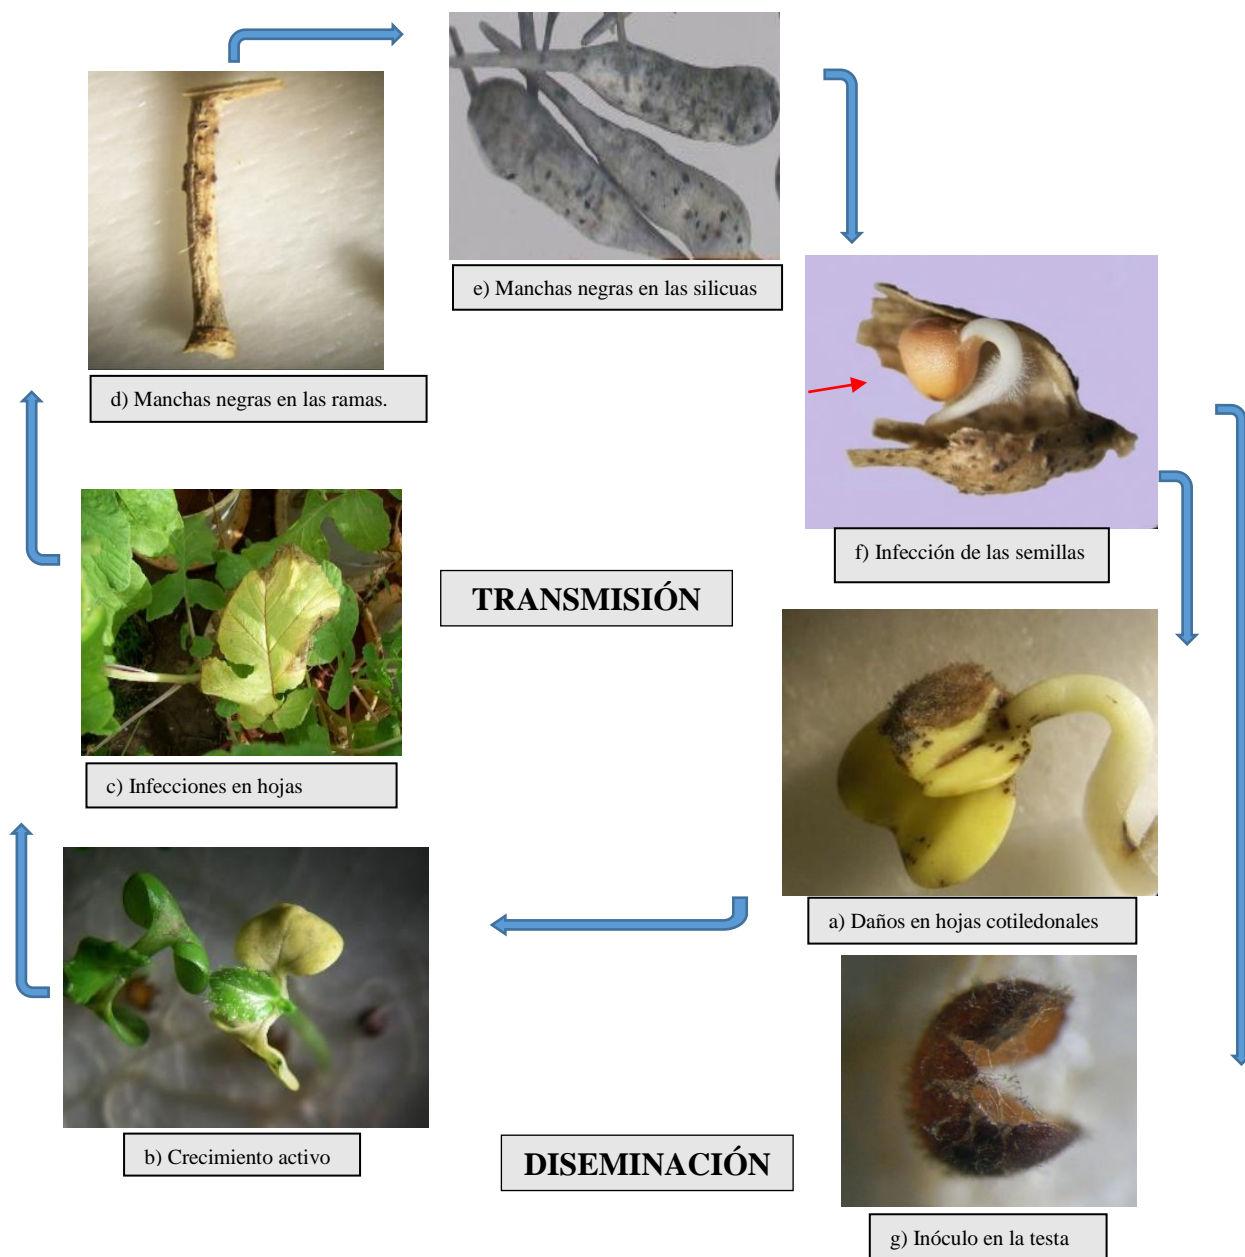 e) Manchas negras en las silicuas
d) Manchas negras en las ramas.
f) Infección de las semillas
TRANSMISIÓN
c) Infecciones en hojas
a) Daños en hojas cotiledonales
b) Crecimiento activo
DISEMINACIÓN
g) Inóculo en la testa